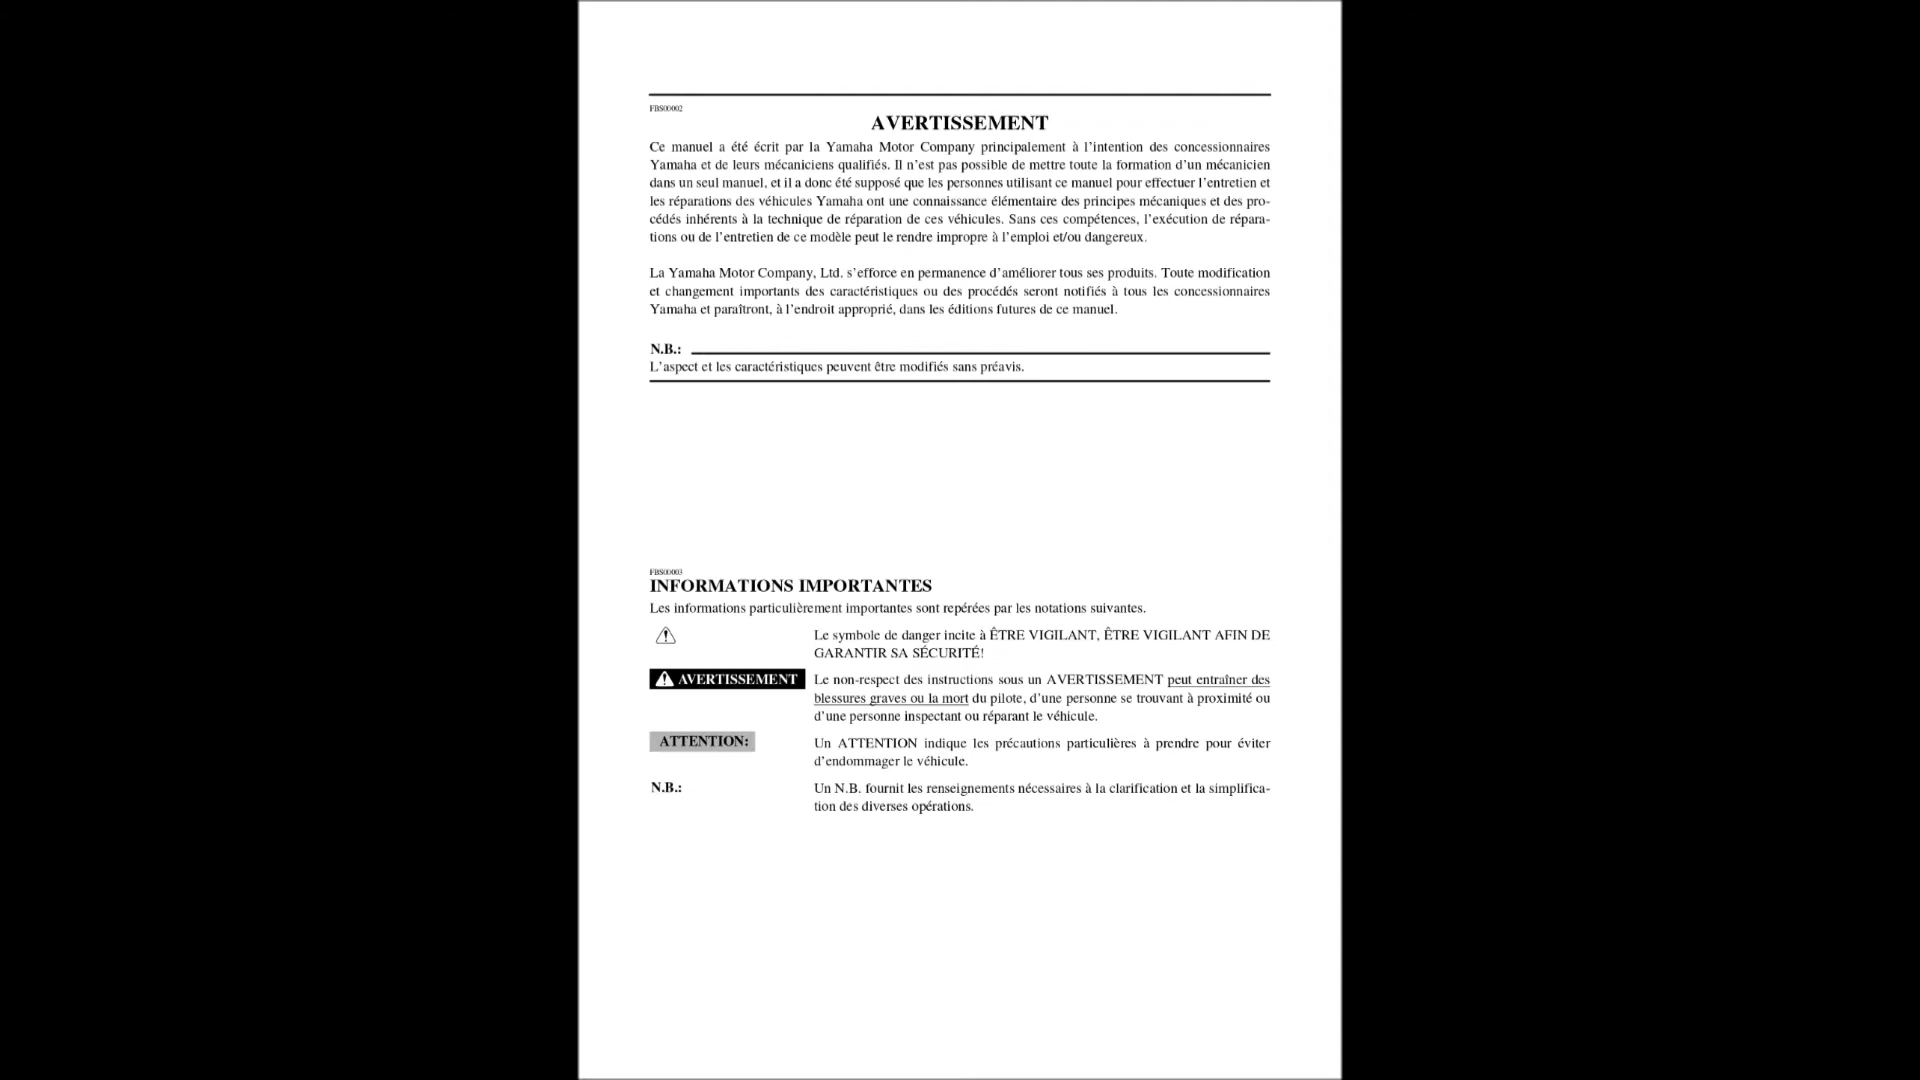 FBS00002
AVERTISSEMENT
Ce manuel a été écrit par la Yamaha Motor Company principalement à l’intention des concessionnaires
Yamaha et de leurs mécaniciens qualifiés. Il n’est pas possible de mettre toute la formation d’un mécanicien
dans un seul manuel, et il a donc été supposé que les personnes utilisant ce manuel pour effectuer l’entretien et
les réparations des véhicules Yamaha ont une connaissance élémentaire des principes mécaniques et des pro-
cédés inhérents à la technique de réparation de ces véhicules. Sans ces compétences, l’exécution de répara-
tions ou de l’entretien de ce modèle peut le rendre impropre à l’emploi et/ou dangereux.
La Yamaha Motor Company, Ltd. s’efforce en permanence d’améliorer tous ses produits. Toute modification
et changement importants des caractéristiques ou des procédés seront notifiés à tous les concessionnaires
Yamaha et paraîtront, à l’endroit approprié, dans les éditions futures de ce manuel.
N.B.:
L’aspect et les caractéristiques peuvent être modifiés sans préavis.
FBS00003
INFORMATIONS IMPORTANTES
Les informations particulièrement importantes sont repérées par les notations suivantes.
Le symbole de danger incite à ÊTRE VIGILANT, ÊTRE VIGILANT AFIN DE
GARANTIR SA SÉCURITÉ!
AVERTISSEMENT Le non-respect des instructions sous un AVERTISSEMENT peut entraîner des
blessures graves ou la mort du pilote, d’une personne se trouvant à proximité ou
d’une personne inspectant ou réparant le véhicule.
ATTENTION: Un ATTENTION indique les précautions particulières à prendre pour éviter
d’endommager le véhicule.
N.B.: Un N.B. fournit les renseignements nécessaires à la clarification et la simplifica-
tion des diverses opérations.